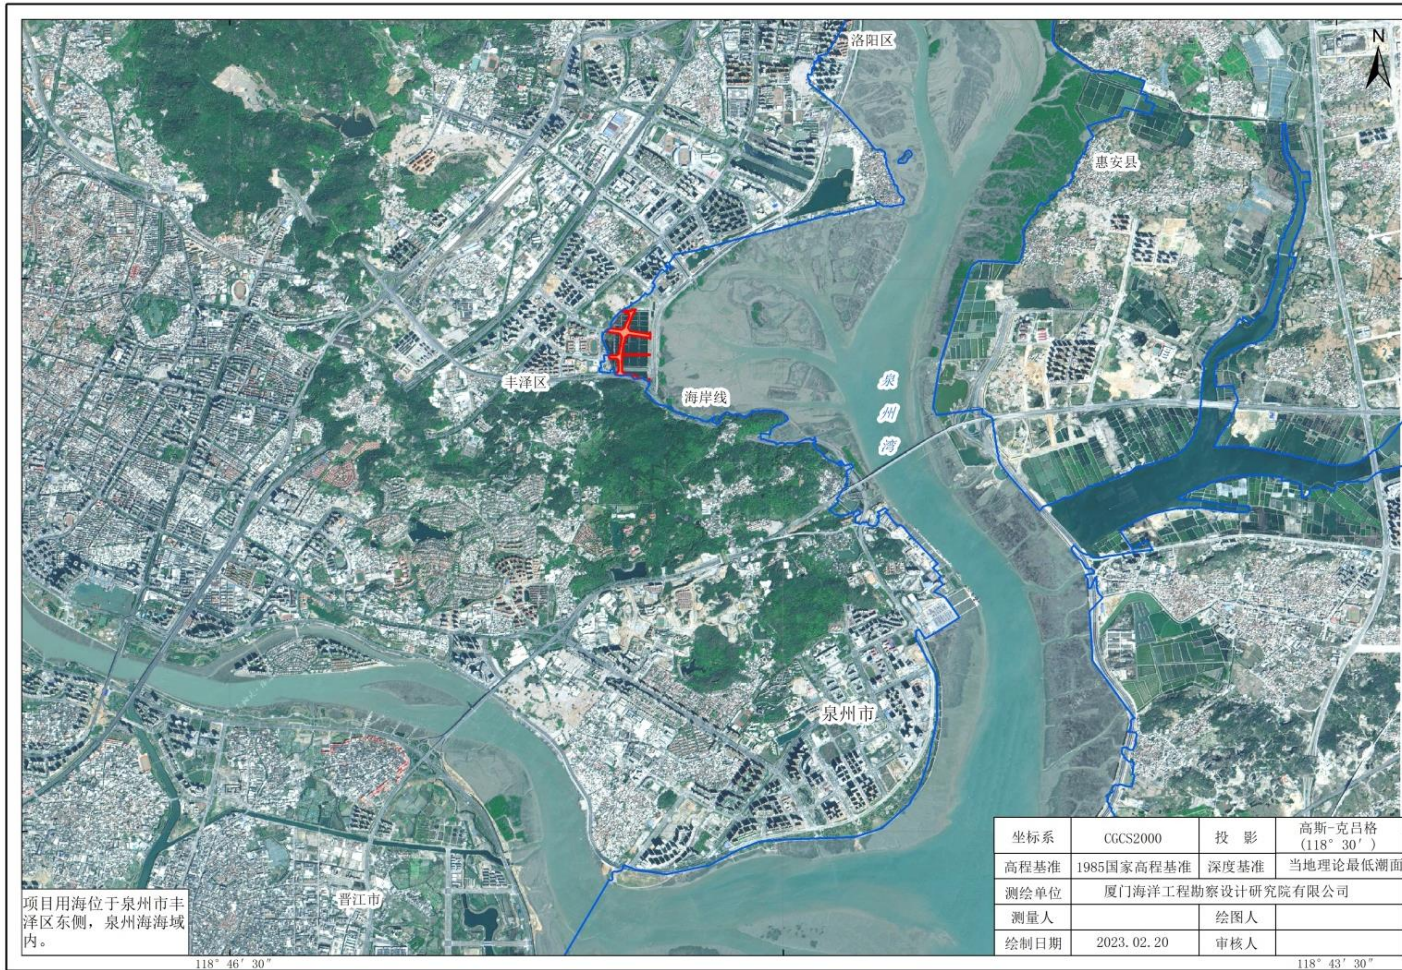 洛阳区
N
惠安县
丰泽区
海岸线
泉
州
湾
泉州市
晋江市
项目用海位于泉州市丰
泽区东侧，泉州海海域
内。
坐标系 CGCS2000 投 影 高斯-克吕格
(118° 30′ )
高程基准 1985国家高程基准 深度基准 当地理论最低潮面
测绘单位 厦门海洋工程勘察设计研究院有限公司
测量人 绘图人
绘制日期 2023.02.20 审核人
118° 46′ 30″ 118° 43′ 30″